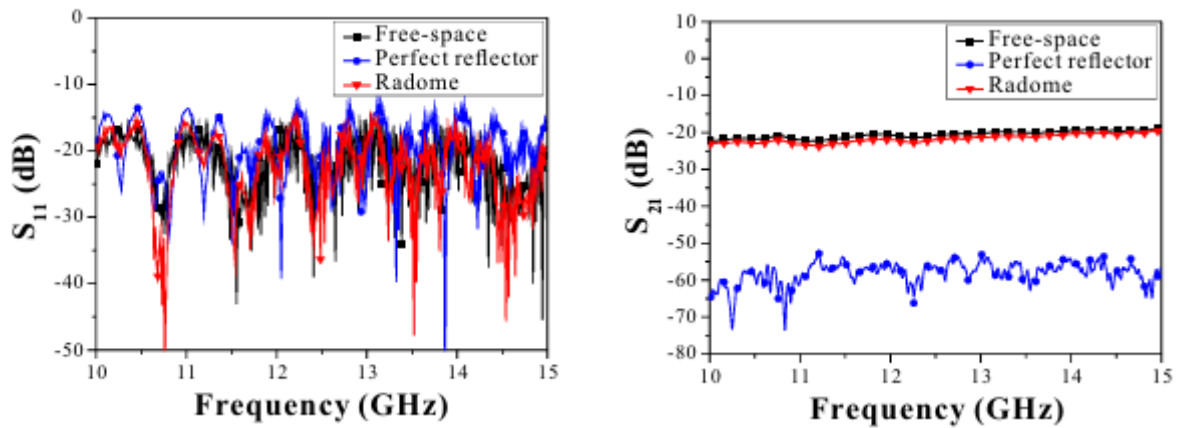 0
-10
-20
-30
-40
-50
S11 (dB)
Free-space
Perfect reflector
Radome
10 11 12 13 14 15
Frequency (GHz)
10
0
-10
-20
-30
-40
-50
-60
-70
-80
S21 (dB)
Free-space
Perfect reflector
Radome
10 11 12 13 14 15
Frequency (GHz)